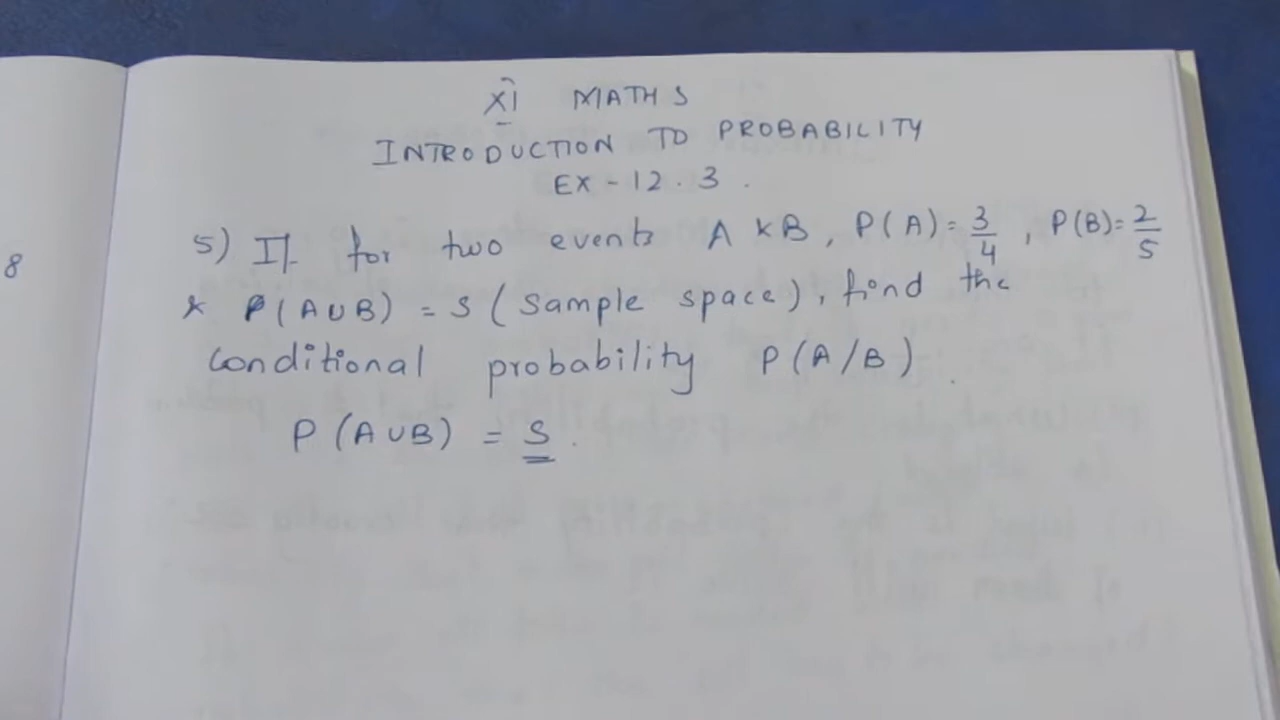 XI MATHS
INTRODUCTION TO PROBABILITY
EX - 12.3.
5) If for two events A & B, P(A) = 3/4, P(B) = 2/5
& P(A∪B) = S (sample space), find the
conditional probability P(A/B).
P(A∪B) = S.
8